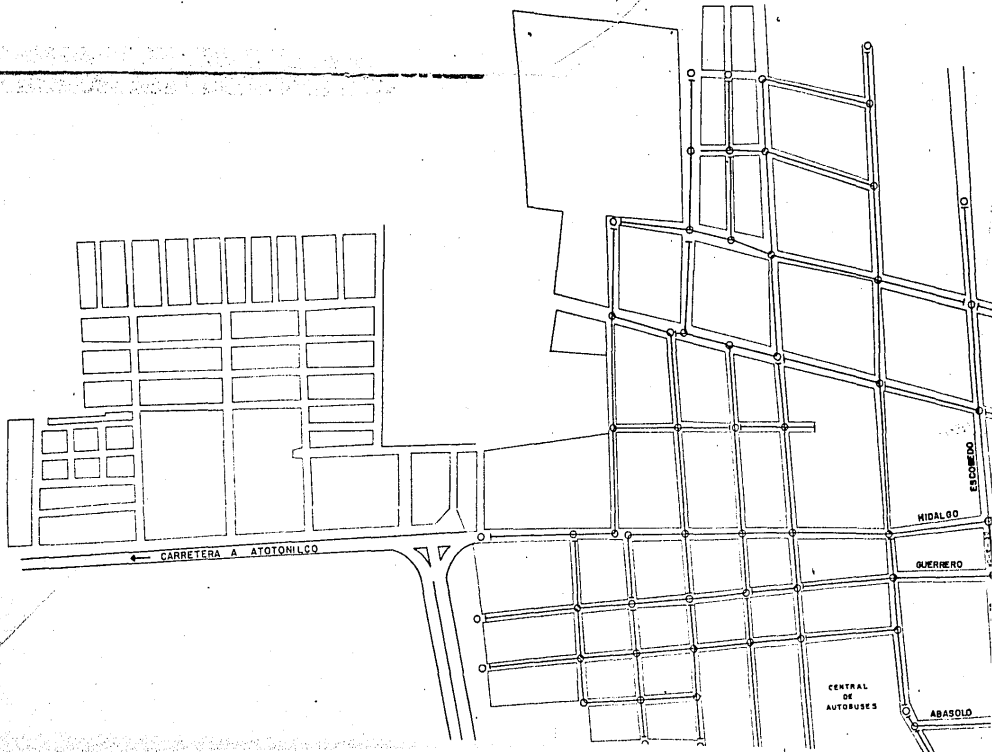 ESCOBEDO
HIDALGO
CARRETERA A ATOTONILCO
GUERRERO
CENTRAL
DE
AUTOBUSES
ABASOLO